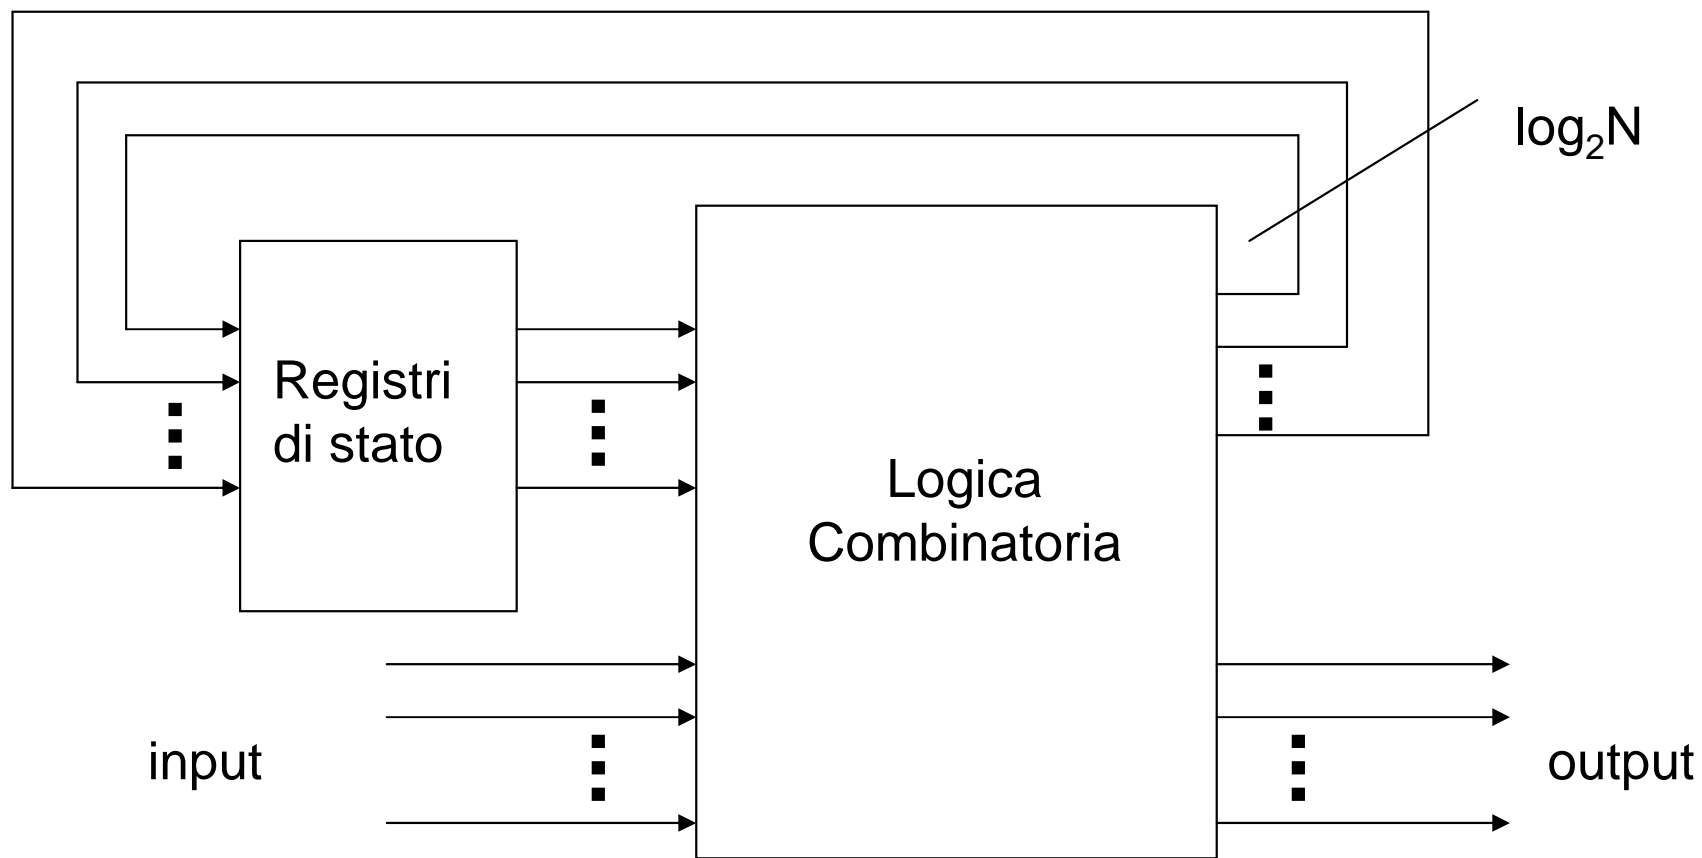 log₂N
Registri
di stato
Logica
Combinatoria
input
output